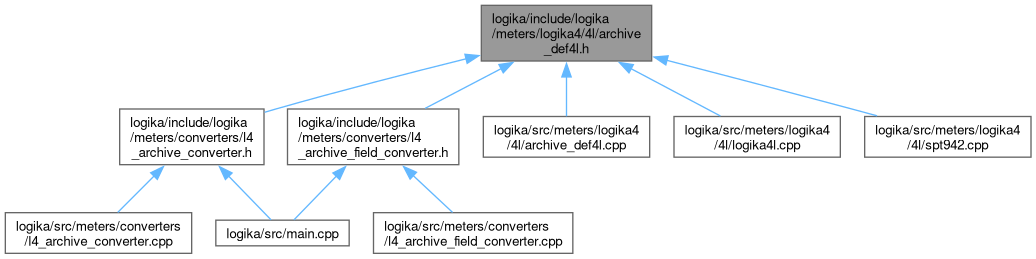 logika/include/logika
/meters/logika4/4l/archive
_def4l.h
logika/include/logika
/meters/converters/l4
_archive_converter.h
logika/include/logika
/meters/converters/l4
_archive_field_converter.h
logika/src/meters/logika4
/4l/archive_def4l.cpp
logika/src/meters/logika4
/4l/logika4l.cpp
logika/src/meters/logika4
/4l/spt942.cpp
logika/src/meters/converters
/l4_archive_converter.cpp
logika/src/main.cpp
logika/src/meters/converters
/l4_archive_field_converter.cpp